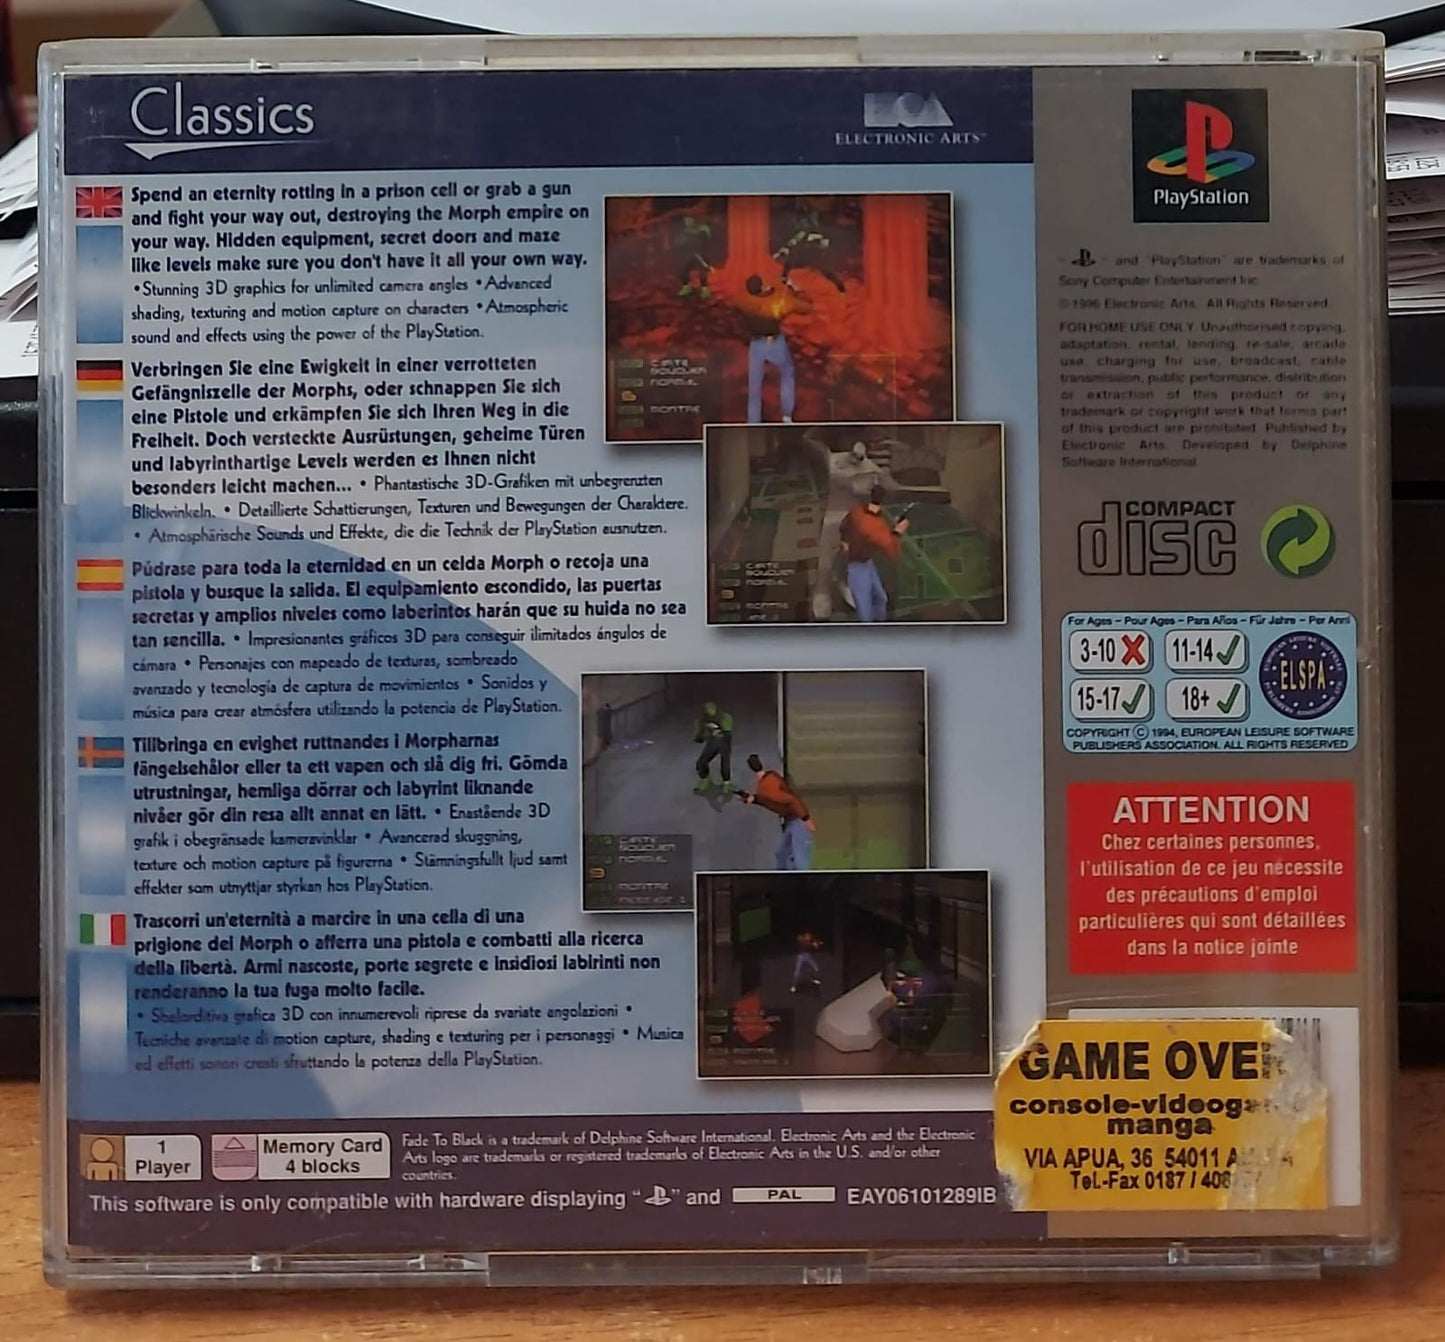 Classics
ELECTRONIC ARTS™
Spend an eternity rotting in a prison cell or grab a gun
and fight your way out, destroying the Morph empire on
your way. Hidden equipment, secret doors and maze
like levels make sure you don't have it all your own way.
•Stunning 3D graphics for unlimited camera angles •Advanced
shading, texturing and motion capture on characters •Atmospheric
sound and effects using the power of the PlayStation.
Verbringen Sie eine Ewigkeit in einer verrotteten
Gefängniszelle der Morphs, oder schnappen Sie sich
eine Pistole und erkämpfen Sie sich Ihren Weg in die
Freiheit. Doch versteckte Ausrüstungen, geheime Türen
und labyrinthartige Levels werden es Ihnen nicht
besonders leicht machen... • Phantastische 3D-Grafiken mit unbegrenzten
Blickwinkeln. • Detaillierte Schattierungen, Texturen und Bewegungen der Charaktere.
• Atmosphärische Sounds und Effekte, die die Technik der PlayStation ausnutzen.
Púdrase para toda la eternidad en un celda Morph o recoja una
pistola y busque la salida. El equipamiento escondido, las puertas
secretas y amplios niveles como laberintos harán que su huida no sea
tan sencilla. • Impresionantes gráficos 3D para conseguir ilimitados ángulos de
cámara • Personajes con mapeado de texturas, sombreado
avanzado y tecnología de captura de movimientos • Sonidos y
música para crear atmósfera utilizando la potencia de PlayStation.
Tillbringa en evighet ruttnandes i Morpharnas
fängelsehålor eller ta ett vapen och slå dig fri. Gömda
utrustningar, hemliga dörrar och labyrint liknande
nivåer gör din resa allt annat en lätt. • Enastående 3D
grafik i obegränsade kameravinklar • Avancerad skuggning,
texture och motion capture på figurerna • Stämningsfullt ljud samt
effekter som utnyttjar styrkan hos PlayStation.
Trascorri un'eternità a marcire in una cella di una
prigione dei Morph o afferra una pistola e combatti alla ricerca
della libertà. Armi nascoste, porte segrete e insidiosi labirinti non
renderanno la tua fuga molto facile.
• Sbalorditiva grafica 3D con innumerevoli riprese da svariate angolazioni •
Tecniche avanzate di motion capture, shading e texturing per i personaggi • Musica
ed effetti sonori creati sfruttando la potenza della PlayStation.
CARTE
BOUCLIER
NORMAL
MONTRE
CARTE
BOUCLIER
NORMAL
MONTRE
CARTE
BOUCLIER
NORMAL
MONTRE
MONTRE
1
Player
Memory Card
4 blocks
Fade To Black is a trademark of Delphine Software International. Electronic Arts and the Electronic
Arts logo are trademarks or registered trademarks of Electronic Arts in the U.S. and/or other
countries.
This software is only compatible with hardware displaying " " and PAL EAY06101289IB
PlayStation
" " and "PlayStation" are trademarks of
Sony Computer Entertainment Inc.
© 1996 Electronic Arts. All Rights Reserved.
FOR HOME USE ONLY. Unauthorised copying,
adaptation, rental, lending, re-sale, arcade
use, charging for use, broadcast, cable
transmission, public performance, distribution
or extraction of this product or any
trademark or copyright work that forms part
of this product are prohibited. Published by
Electronic Arts. Developed by Delphine
Software International.
COMPACT
disc
For Ages – Pour Ages – Para Años – Für Jahre – Per Anni
3-10 11-14
15-17 18+
ELSPA
COPYRIGHT © 1994, EUROPEAN LEISURE SOFTWARE
PUBLISHERS ASSOCIATION. ALL RIGHTS RESERVED
ATTENTION
Chez certaines personnes,
l'utilisation de ce jeu nécessite
des précautions d'emploi
particulières qui sont détaillées
dans la notice jointe
GAME OVE
console-videog
manga
VIA APUA, 36 54011 A
Tel.-Fax 0187 / 408